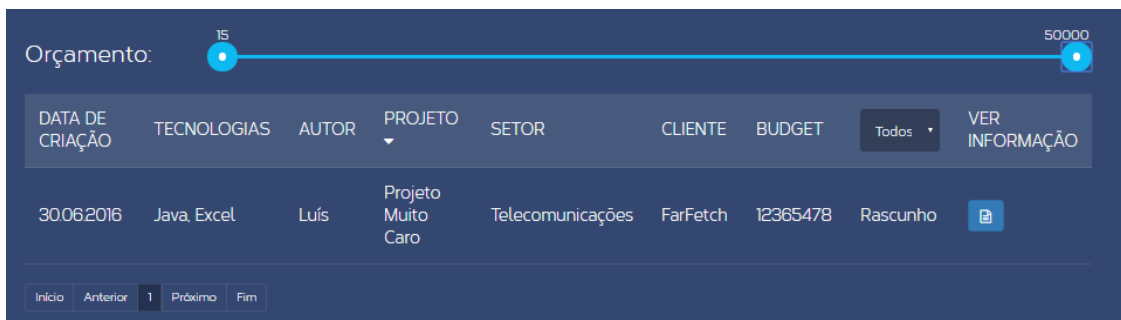 15 50000
Orçamento:
DATA DE CRIAÇÃO TECNOLOGIAS AUTOR PROJETO SETOR CLIENTE BUDGET Todos VER INFORMAÇÃO
30.06.2016 Java, Excel Luís Projeto Muito Caro Telecomunicações FarFetch 12365478 Rascunho
Início Anterior 1 Próximo Fim